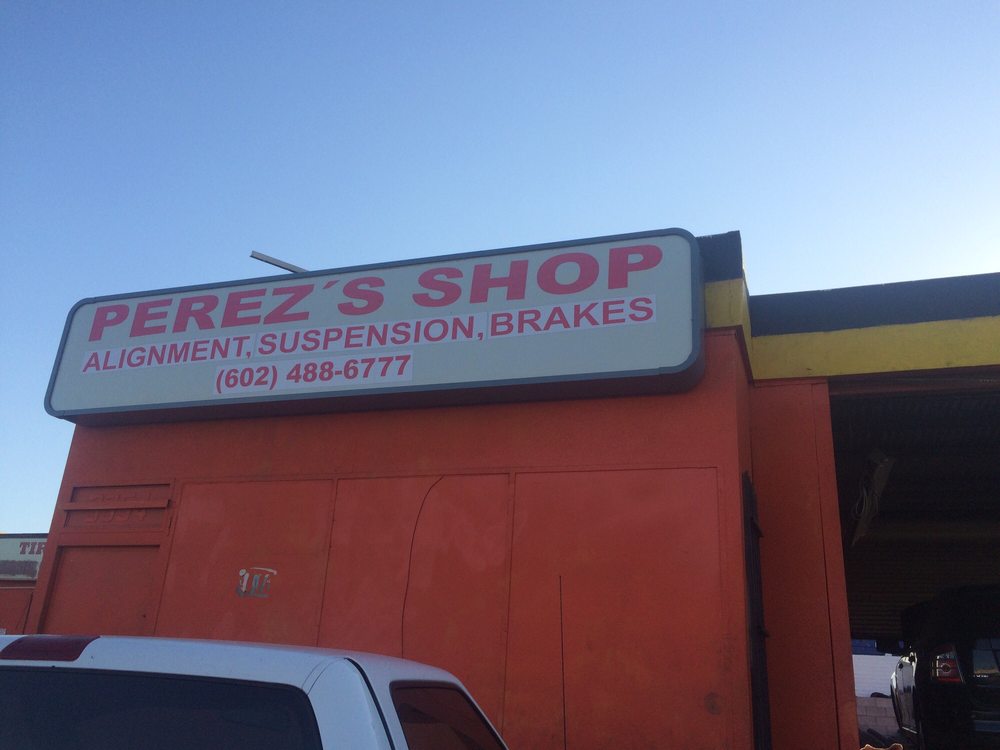 PEREZ´S SHOP
ALIGNMENT, SUSPENSION, BRAKES
(602) 488-6777